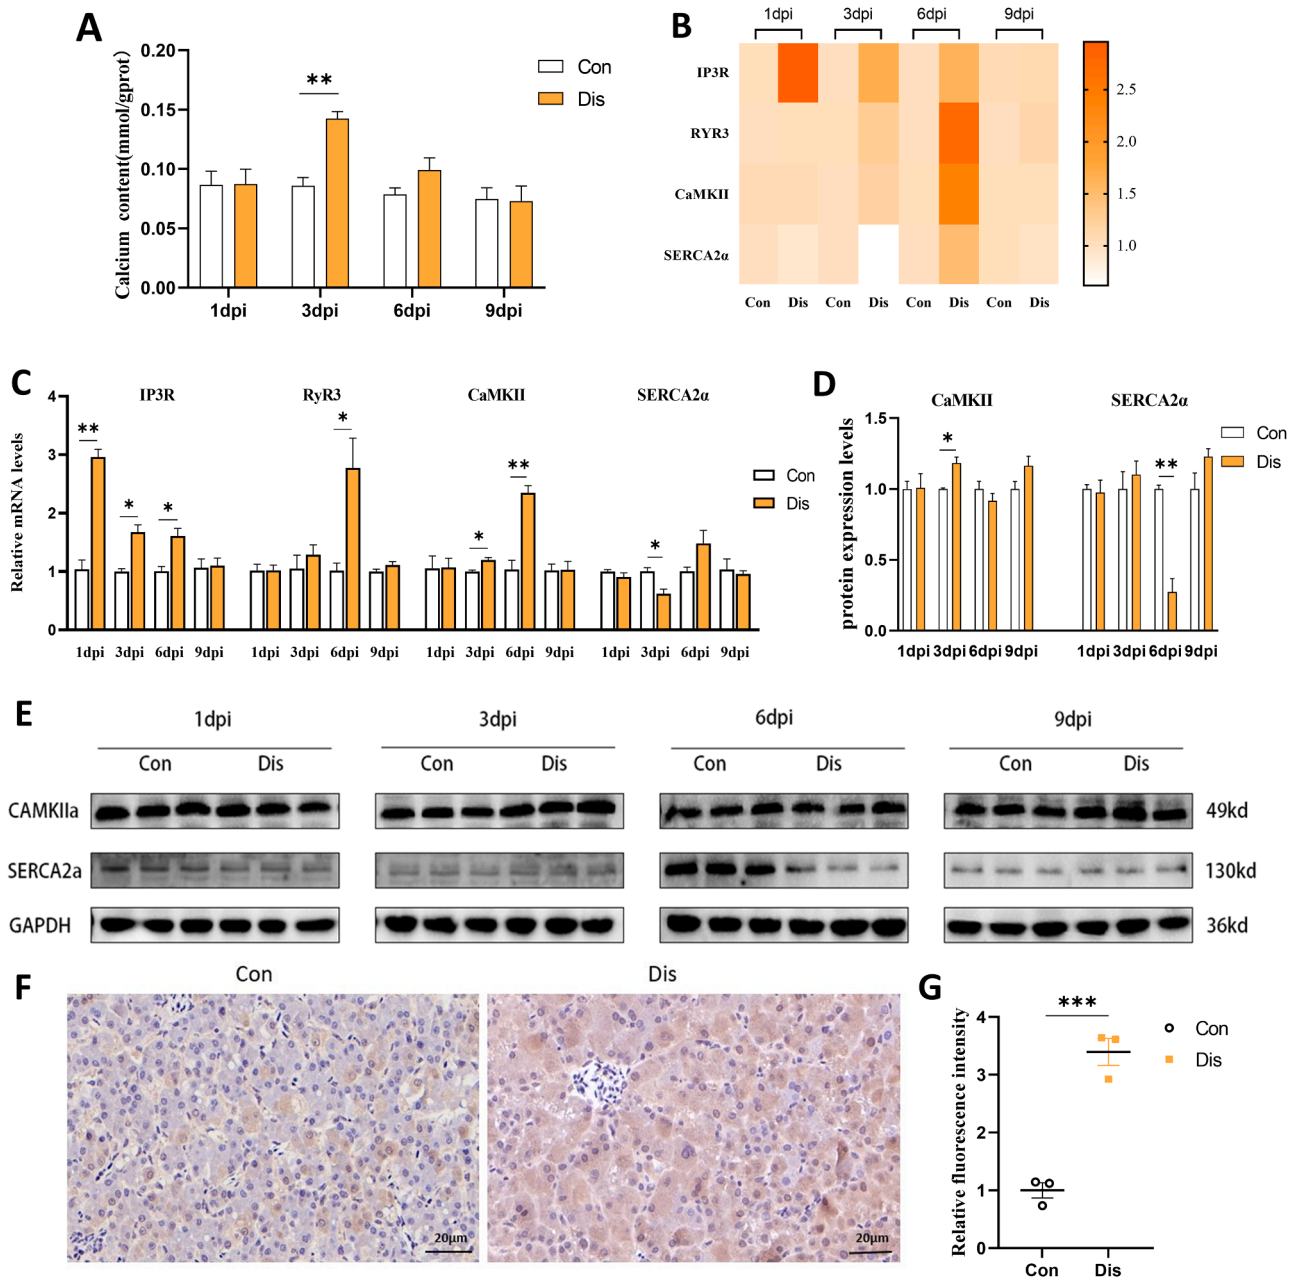 A
Calcium content(mmol/gprot)
0.20
0.15
0.10
0.05
0.00
**
1dpi 3dpi 6dpi 9dpi
Con
Dis
B
1dpi 3dpi 6dpi 9dpi
IP3R
RYR3
CaMKII
SERCA2α
Con Dis Con Dis Con Dis Con Dis
2.5
2.0
1.5
1.0
C
Relative mRNA levels
4
3
2
1
0
IP3R RyR3 CaMKII SERCA2α
** * * * * ** *
1dpi 3dpi 6dpi 9dpi 1dpi 3dpi 6dpi 9dpi 1dpi 3dpi 6dpi 9dpi 1dpi 3dpi 6dpi 9dpi
Con
Dis
D
protein expression levels
1.5
1.0
0.5
0.0
CaMKII SERCA2α
* **
1dpi 3dpi 6dpi 9dpi 1dpi 3dpi 6dpi 9dpi
Con
Dis
E
1dpi 3dpi 6dpi 9dpi
Con Dis Con Dis Con Dis Con Dis
CAMKIIa 49kd
SERCA2a 130kd
GAPDH 36kd
F
Con Dis
20μm 20μm
G
Relative fluorescence intensity
4
3
2
1
0
***
Con Dis
Con
Dis